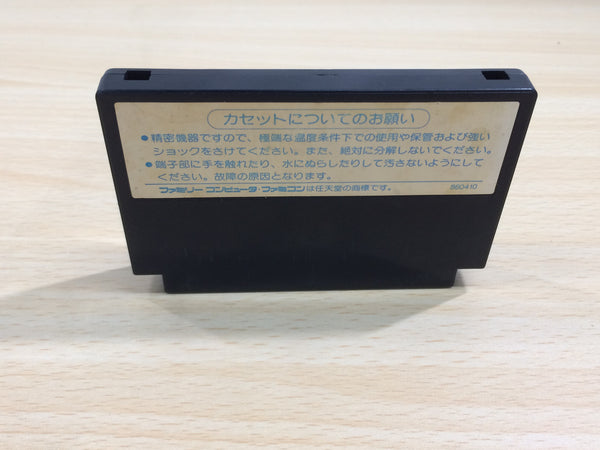 カセットについてのお願い
●精密機器ですので、極端な温度条件下での使用や保管および強い
ショックをさけてください。また、絶対に分解しないでください。
●端子部に手を触れたり、水にぬらしたりして汚さないようにして
ください。故障の原因となります。
ファミリー コンピュータ・ファミコンは任天堂の商標です。 860410